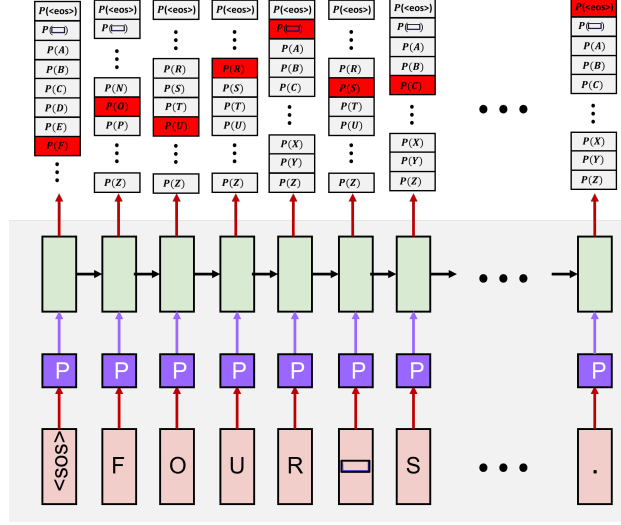 P(<eos>) P(<eos>) P(<eos>) P(<eos>) P(<eos>) P(<eos>) P(<eos>) P(<eos>)
P(▭) P(▭) P(▭) P(▭) P(▭)
P(A) P(A) P(A) P(A)
P(B) P(R) P(R) P(B) P(R) P(B) P(B)
P(C) P(N) P(S) P(S) P(C) P(S) P(C) P(C)
P(D) P(O) P(T) P(T) P(T)
P(E) P(P) P(U) P(U) P(U)
P(F) P(X) P(X) P(X)
P(Y) P(Y) P(Y)
P(Z) P(Z) P(Z) P(Z) P(Z) P(Z) P(Z)
P P P P P P P P
<sos> F O U R ▭ S .